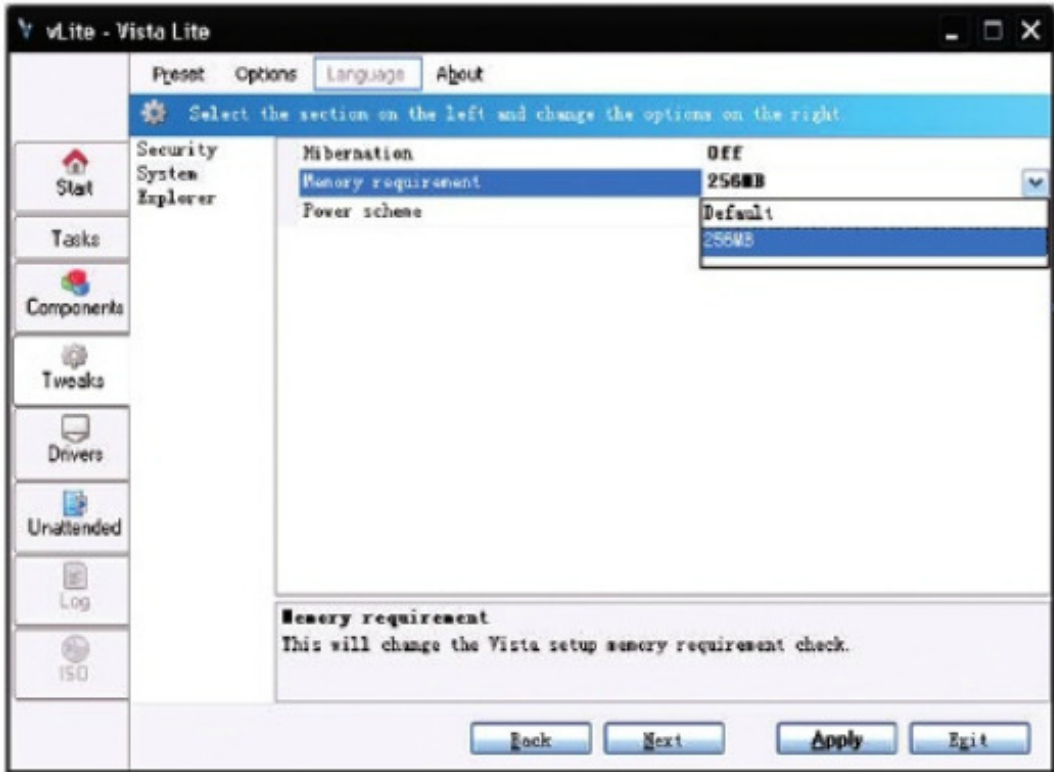 vLite - Vista Lite
Preset Options Language About
Select the section on the left and change the options on the right
Security
System
Explorer
Hibernation Off
Memory requirement 256MB
Power scheme
Default
256MB
Start
Tasks
Components
Tweaks
Drivers
Unattended
Log
ISO
Memory requirement
This will change the Vista setup memory requirement check.
Back Next Apply Exit